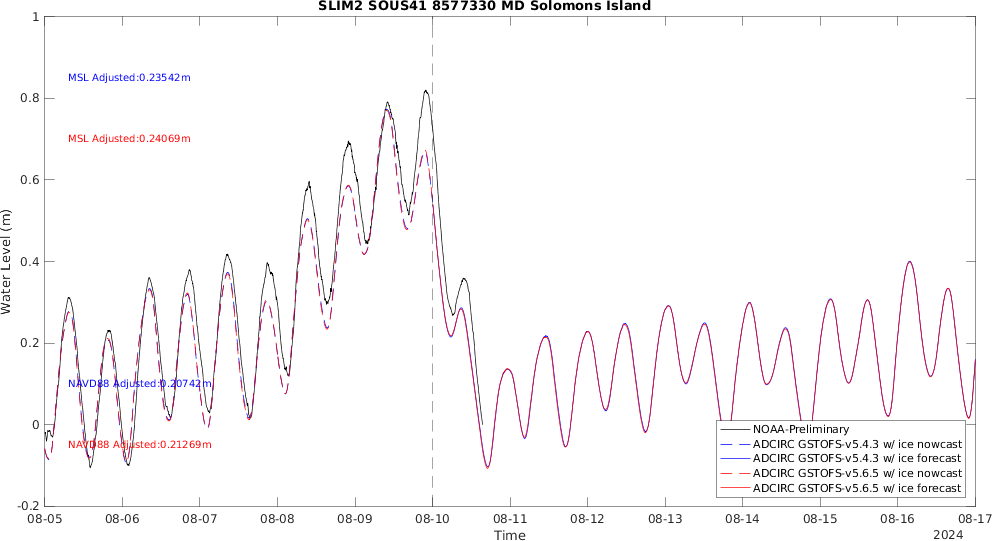 SLIM2 SOUS41 8577330 MD Solomons Island
1
0.8
0.6
0.4
0.2
0
-0.2
Water Level (m)
MSL Adjusted:0.23542m
MSL Adjusted:0.24069m
NAVD88 Adjusted:0.20742m
NAVD88 Adjusted:0.21269m
NOAA-Preliminary
ADCIRC GSTOFS-v5.4.3 w/ ice nowcast
ADCIRC GSTOFS-v5.4.3 w/ ice forecast
ADCIRC GSTOFS-v5.6.5 w/ ice nowcast
ADCIRC GSTOFS-v5.6.5 w/ ice forecast
08-05 08-06 08-07 08-08 08-09 08-10 08-11 08-12 08-13 08-14 08-15 08-16 08-17
Time
2024